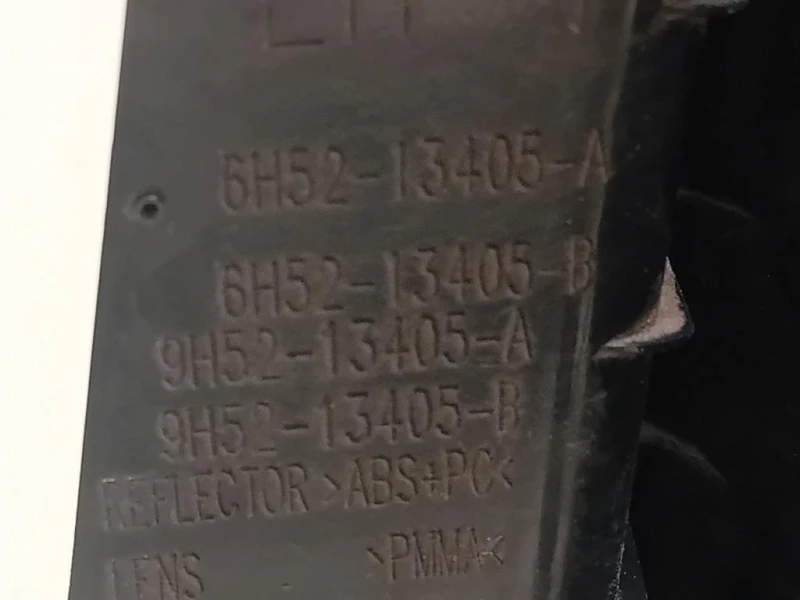 6H52-13405-A
6H52-13405-B
9H52-13405-A
9H52-13405-B
REFLECTOR >ABS+PC<
LENS >PMMA<